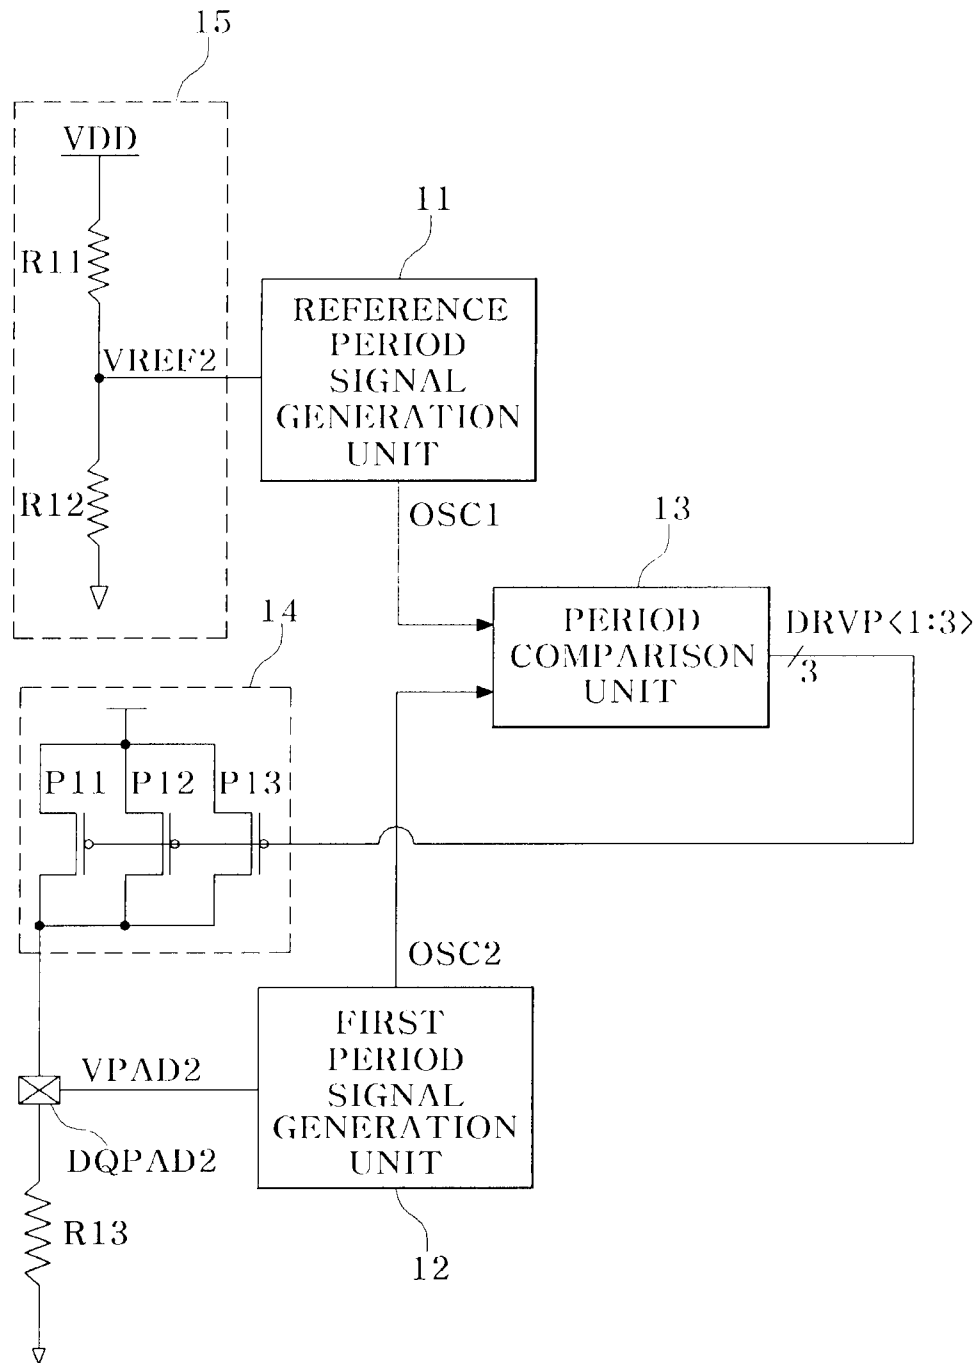 15
VDD
11
R11
REFERENCE
PERIOD
SIGNAL
GENERATION
UNIT
VREF2
R12
OSC1
13
14
PERIOD
COMPARISON
UNIT
DRVP<1:3>
3
P11 P12 P13
OSC2
FIRST
PERIOD
SIGNAL
GENERATION
UNIT
VPAD2
DQPAD2
R13
12